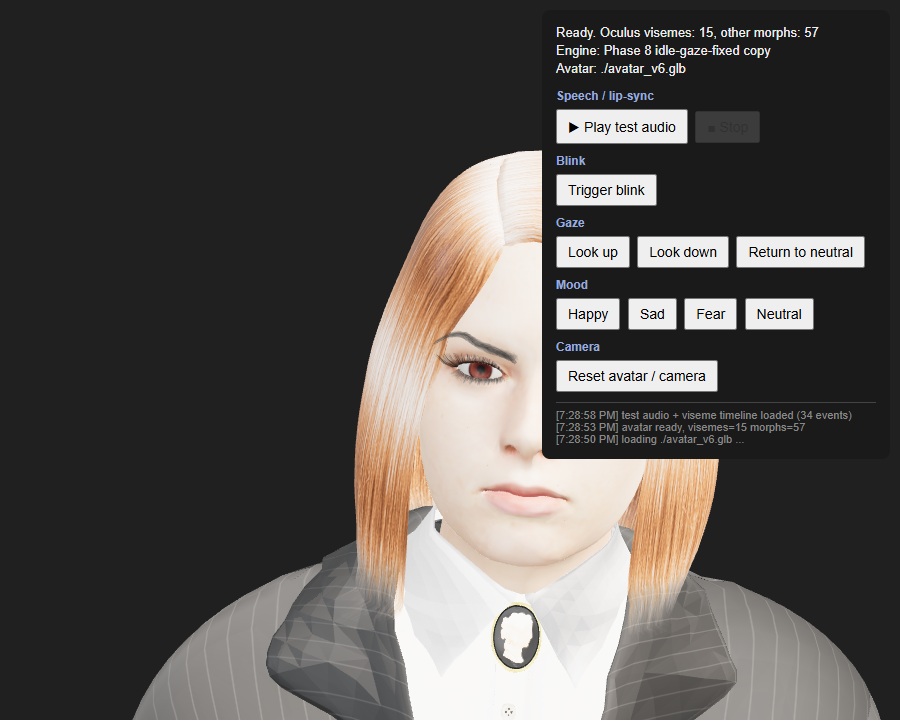 Ready. Oculus visemes: 15, other morphs: 57
Engine: Phase 8 idle-gaze-fixed copy
Avatar: ./avatar_v6.glb
Speech / lip-sync
▶ Play test audio ■ Stop
Blink
Trigger blink
Gaze
Look up Look down Return to neutral
Mood
Happy Sad Fear Neutral
Camera
Reset avatar / camera
[7:28:58 PM] test audio + viseme timeline loaded (34 events)
[7:28:53 PM] avatar ready, visemes=15 morphs=57
[7:28:50 PM] loading ./avatar_v6.glb ...